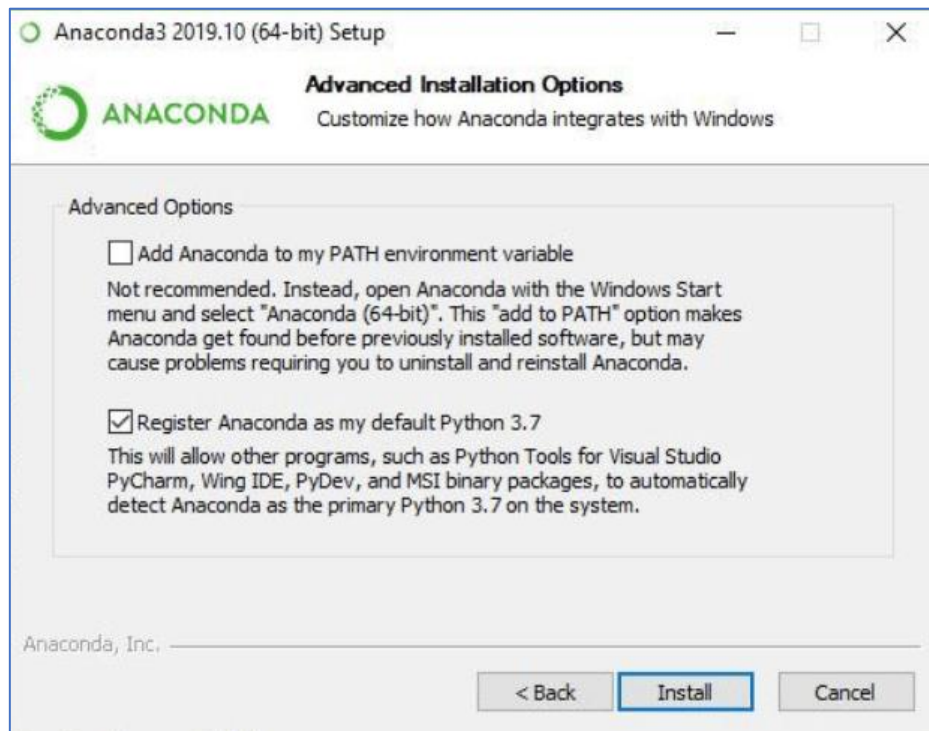 Anaconda3 2019.10 (64-bit) Setup
ANACONDA
Advanced Installation Options
Customize how Anaconda integrates with Windows
Advanced Options
Add Anaconda to my PATH environment variable
Not recommended. Instead, open Anaconda with the Windows Start
menu and select "Anaconda (64-bit)". This "add to PATH" option makes
Anaconda get found before previously installed software, but may
cause problems requiring you to uninstall and reinstall Anaconda.
Register Anaconda as my default Python 3.7
This will allow other programs, such as Python Tools for Visual Studio
PyCharm, Wing IDE, PyDev, and MSI binary packages, to automatically
detect Anaconda as the primary Python 3.7 on the system.
Anaconda, Inc.
< Back Install Cancel